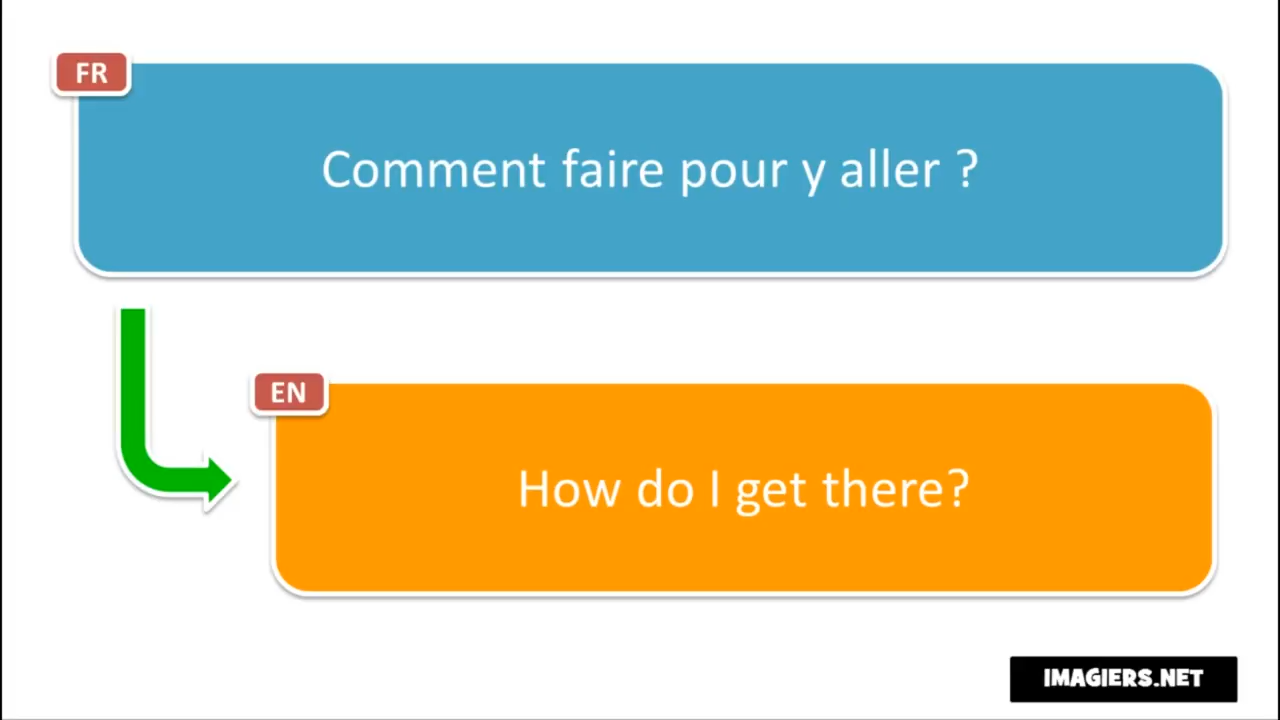 FR
Comment faire pour y aller ?
EN
How do I get there?
IMAGIERS.NET